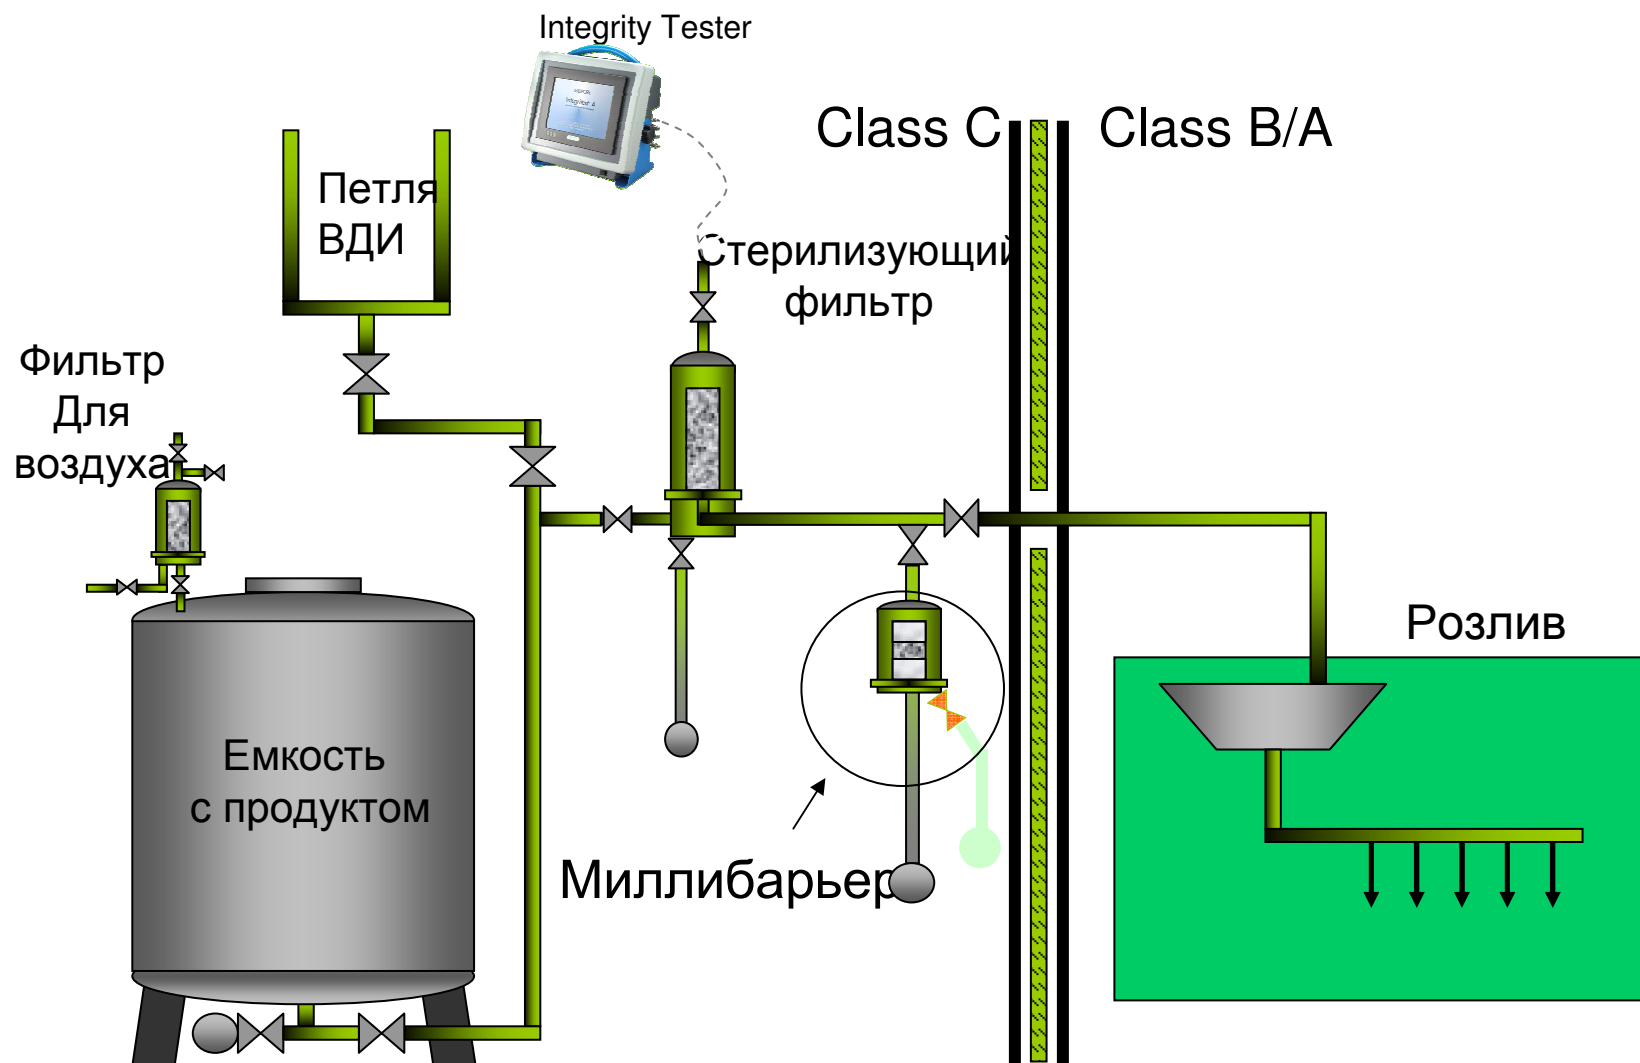 Integrity Tester
Class C
Class B/A
Петля
ВДИ
Стерилизующий
фильтр
Фильтр
Для
воздуха
Розлив
Емкость
с продуктом
Миллибарьер